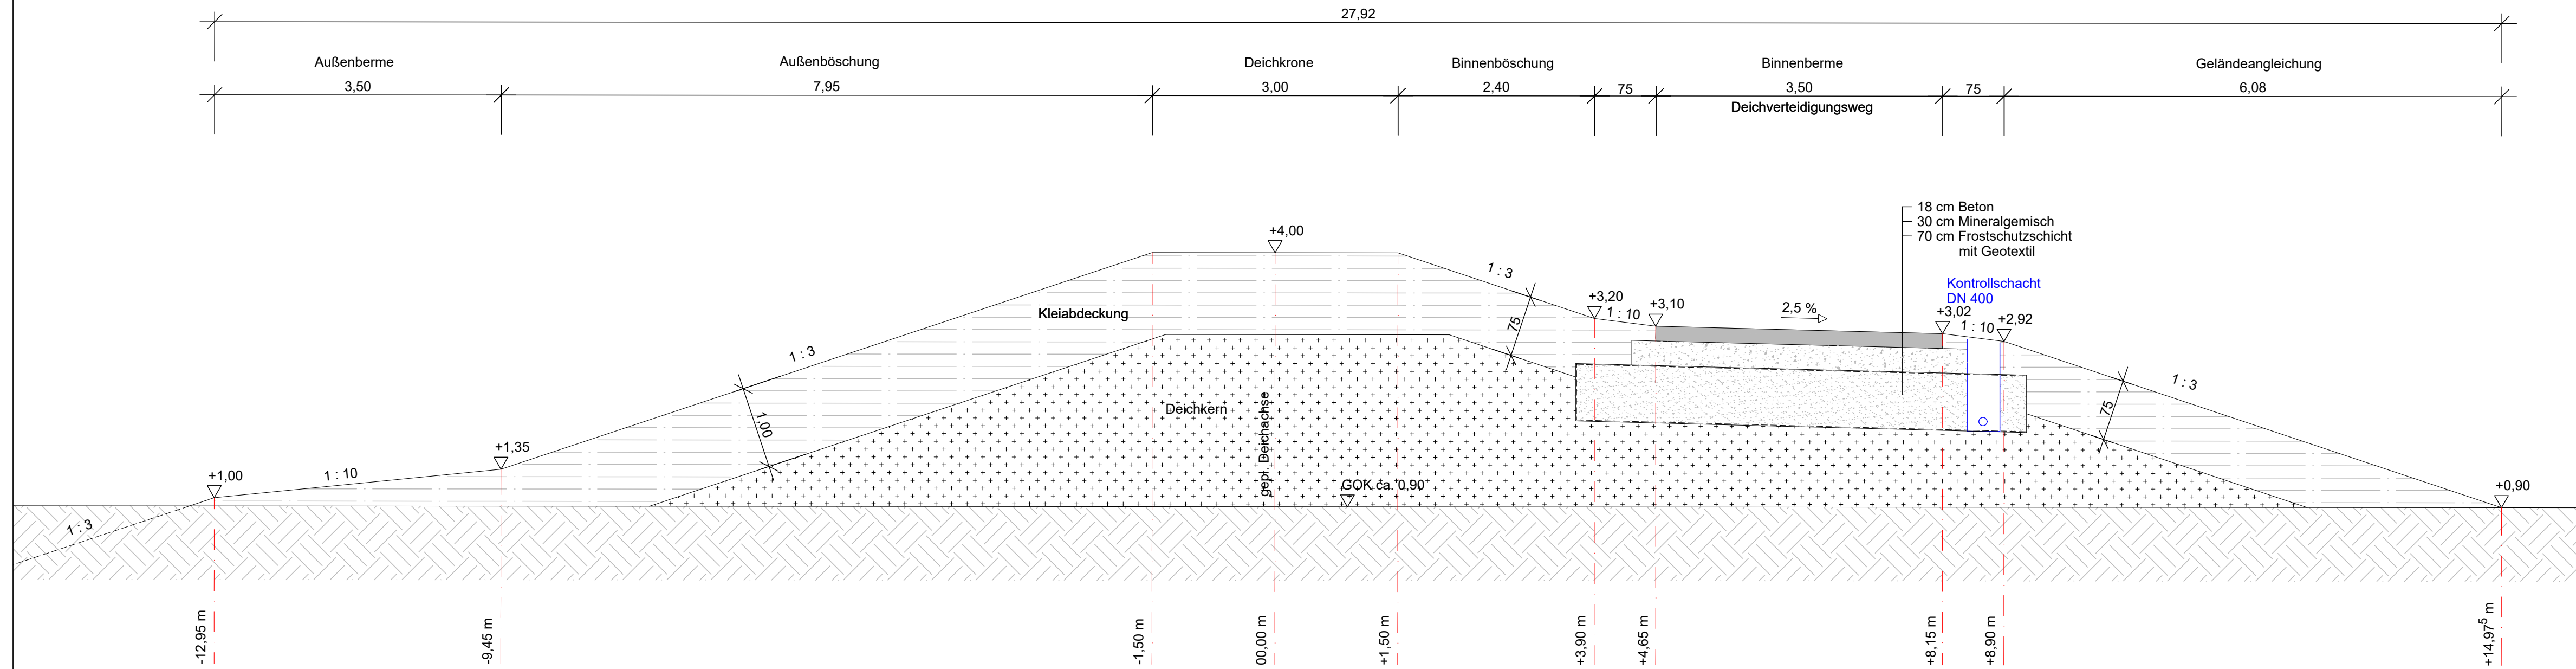 27,92
Außenberme
Außenböschung
Deichkrone
Binnenböschung
Binnenberme
Geländeangleichung
3,50
7,95
3,00
2,40
75
3,50
75
6,08
Deichverteidigungsweg
18 cm Beton
30 cm Mineralgemisch
70 cm Frostschutzschicht
mit Geotextil
Kontrollschacht
DN 400
+4,00
1 : 3
+3,20
1 : 10
+3,10
2,5 %
+3,02
1 : 10
+2,92
Kleiabdeckung
75
1 : 3
1 : 3
1,00
Deichkern
gepl. Deichachse
75
+1,35
+1,00
1 : 10
GOK ca. 0,90
+0,90
1 : 3
-12,95 m
-9,45 m
-1,50 m
00,00 m
+1,50 m
+3,90 m
+4,65 m
+8,15 m
+8,90 m
+14,97⁵ m